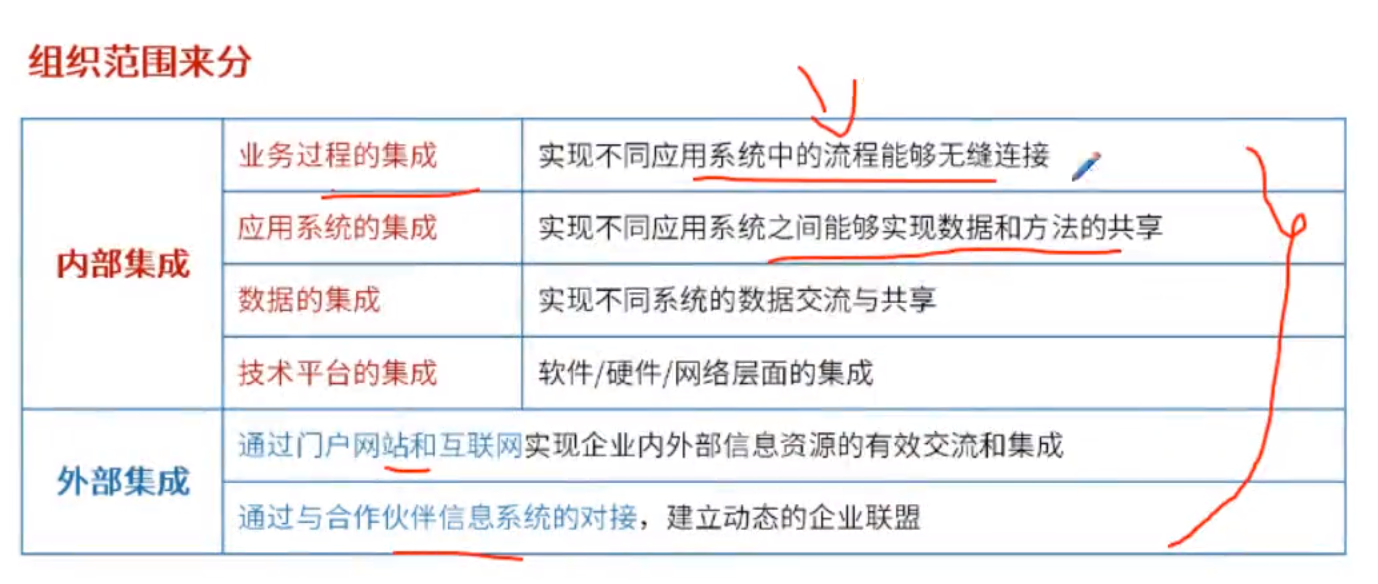 组织范围来分
业务过程的集成 实现不同应用系统中的流程能够无缝连接
应用系统的集成 实现不同应用系统之间能够实现数据和方法的共享
内部集成
数据的集成 实现不同系统的数据交流与共享
技术平台的集成 软件/硬件/网络层面的集成
通过门户网站和互联网实现企业内外部信息资源的有效交流和集成
外部集成
通过与合作伙伴信息系统的对接，建立动态的企业联盟